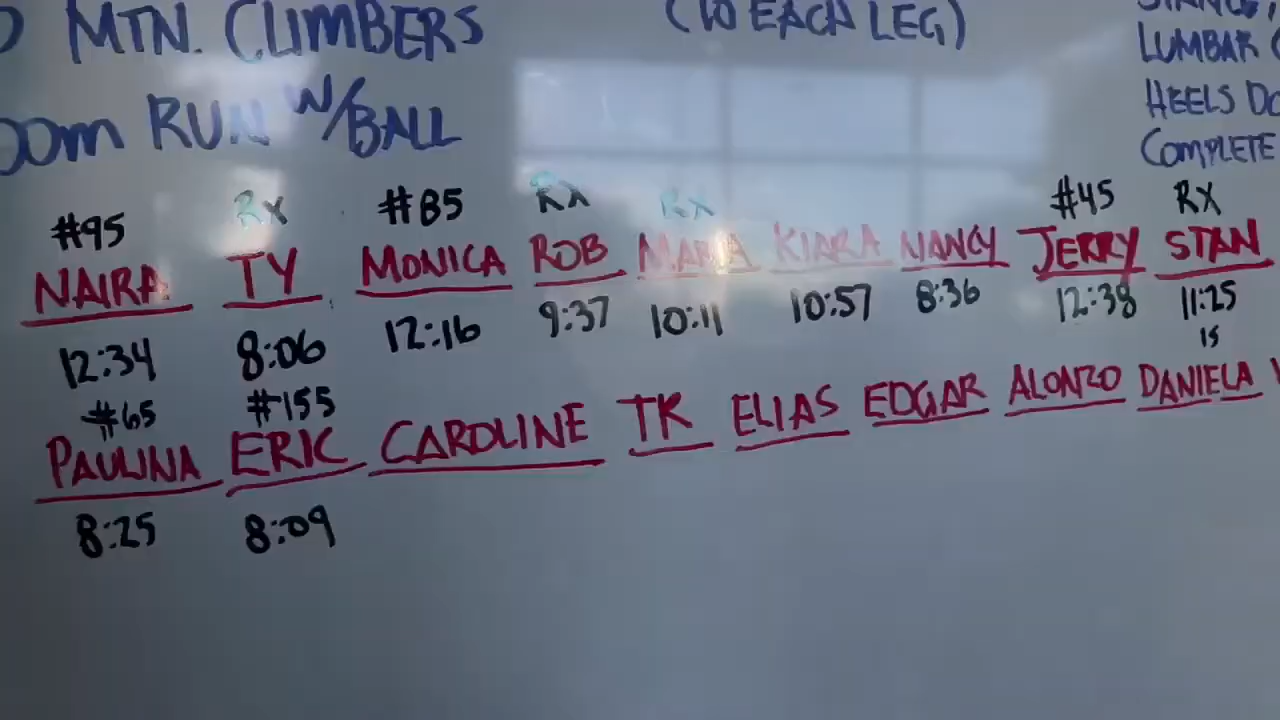 MTN. CLIMBERS (10 EACH LEG)
LUMBAR
RUN W/BALL HEELS
COMPLETE
#95 Rx #85 Rx Rx #45 RX
NAIRA TY MONICA ROB MARIA KIARA NANCY JERRY STAN
12:34 8:06 12:16 9:37 10:11 10:57 8:36 12:38 11:25
#65 #155 15
PAULINA ERIC CAROLINE TK ELIAS EDGAR ALONZO DANIELA
8:25 8:09